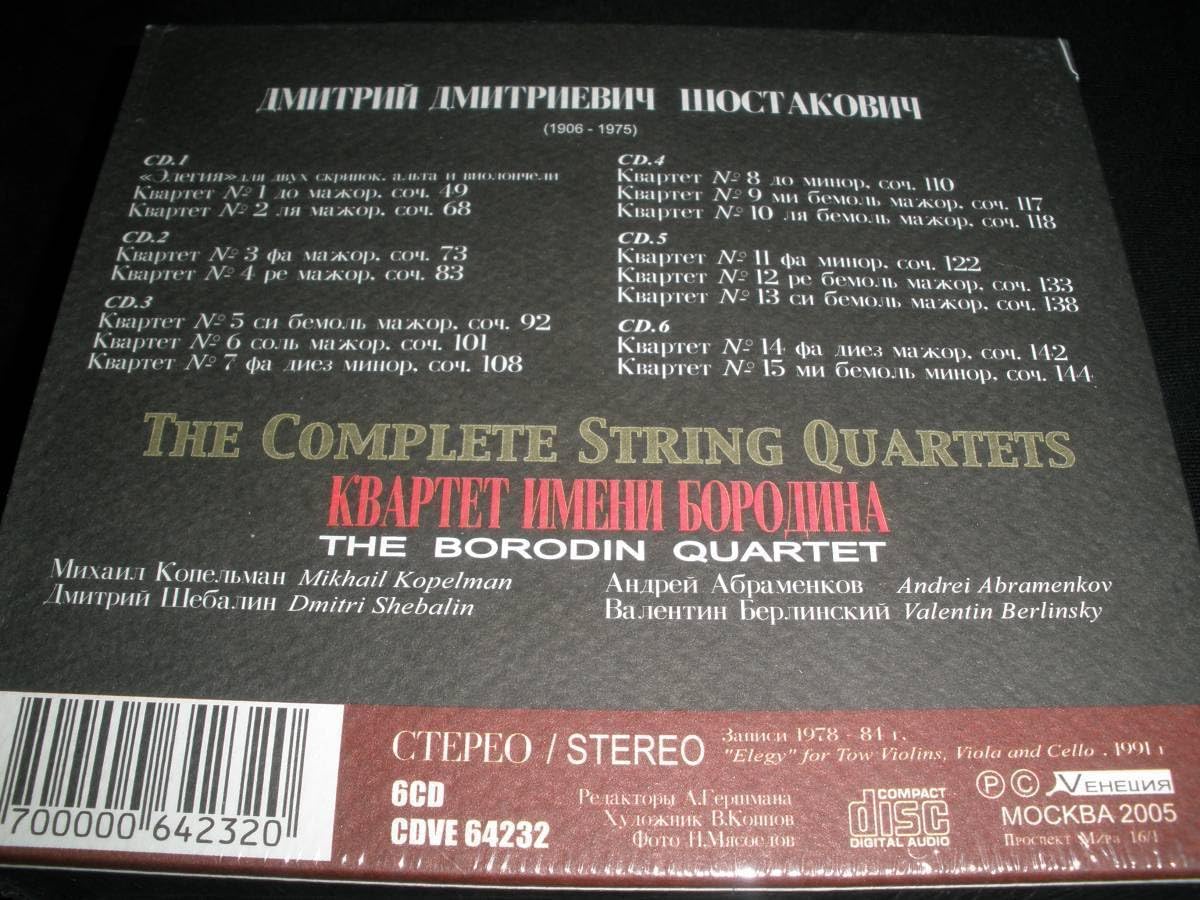 ДМИТРИЙ ДМИТРИЕВИЧ ШОСТАКОВИЧ
(1906 - 1975)
CD.1
«Элегия» для двух скрипок, альта и виолончели
Квартет № 1 до мажор, соч. 49
Квартет № 2 ля мажор, соч. 68
CD.2
Квартет № 3 фа мажор, соч. 73
Квартет № 4 ре мажор, соч. 83
CD.3
Квартет № 5 си бемоль мажор, соч. 92
Квартет № 6 соль мажор, соч. 101
Квартет № 7 фа диез минор, соч. 108
CD.4
Квартет № 8 до минор, соч. 110
Квартет № 9 ми бемоль мажор, соч. 117
Квартет № 10 ля бемоль мажор, соч. 118
CD.5
Квартет № 11 фа минор, соч. 122
Квартет № 12 ре бемоль мажор, соч. 133
Квартет № 13 си бемоль мажор, соч. 138
CD.6
Квартет № 14 фа диез мажор, соч. 142
Квартет № 15 ми бемоль минор, соч. 144
THE COMPLETE STRING QUARTETS
КВАРТЕТ ИМЕНИ БОРОДИНА
THE BORODIN QUARTET
Михаил Копельман Mikhail Kopelman
Дмитрий Шебалин Dmitri Shebalin
Андрей Абраменков Andrei Abramenkov
Валентин Берлинский Valentin Berlinsky
700000 642320
СТЕРЕО / STEREO
Записи 1978 - 84 г.
"Elegy" for Tow Violins, Viola and Cello . 1991 г
6CD
CDVE 64232
Редакторы А.Гершмана
Художник В.Копцов
Фото Н.Мясоедов
COMPACT
disc
DIGITAL AUDIO
Ⓟ Ⓒ VЕНЕЦИЯ
МОСКВА 2005
Проспект Мира 16/1